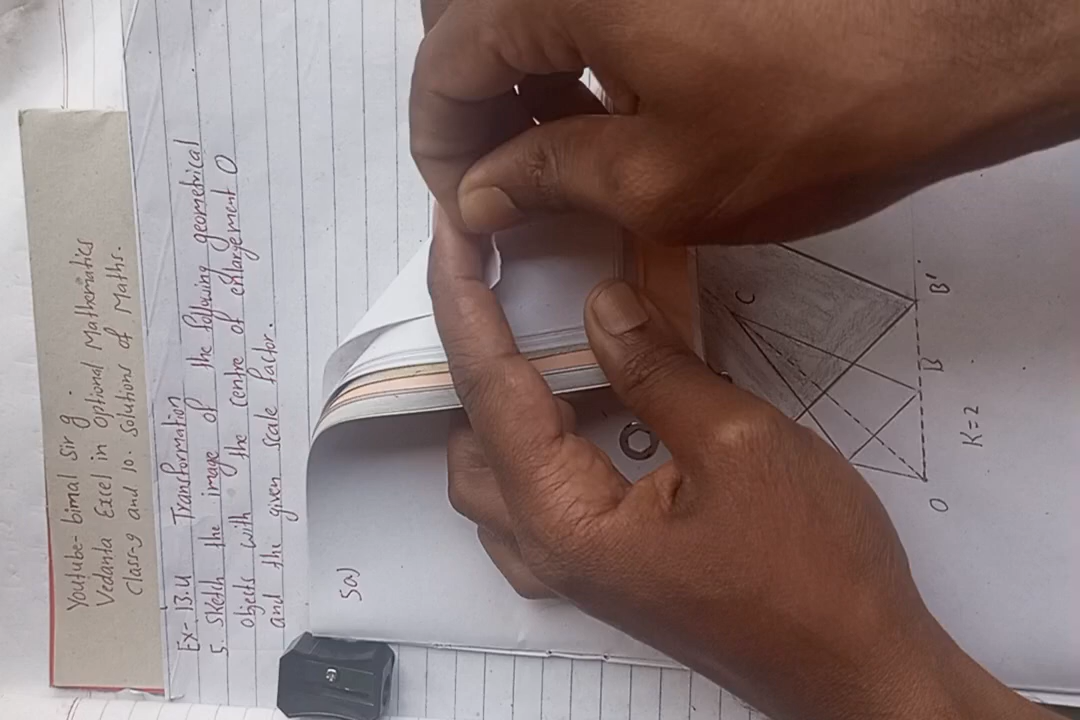 Youtube- bimal sir g
Vedanta Excel in Optional Mathematics
Class-9 and 10. Solutions of Maths.
Ex- 13.4 Transformation
5. Sketch the image of the following geometrical
objects with the centre of enlargement O
and the given scale factor.
5a)
C
B'
B
O
K=2